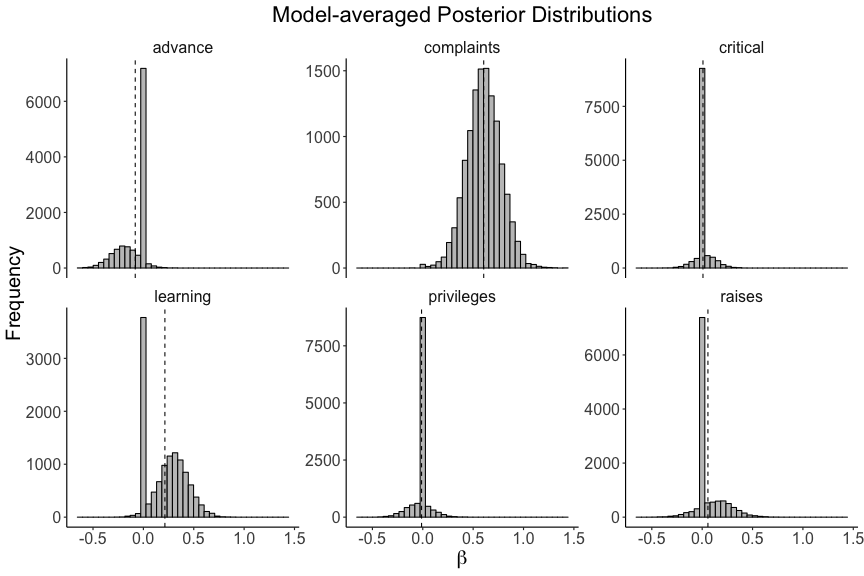 Model-averaged Posterior Distributions
advance
complaints
critical
6000
4000
2000
0
1500
1000
500
0
7500
5000
2500
0
Frequency
learning
privileges
raises
3000
2000
1000
0
7500
5000
2500
0
6000
4000
2000
0
-0.5 0.0 0.5 1.0 1.5
-0.5 0.0 0.5 1.0 1.5
-0.5 0.0 0.5 1.0 1.5
β